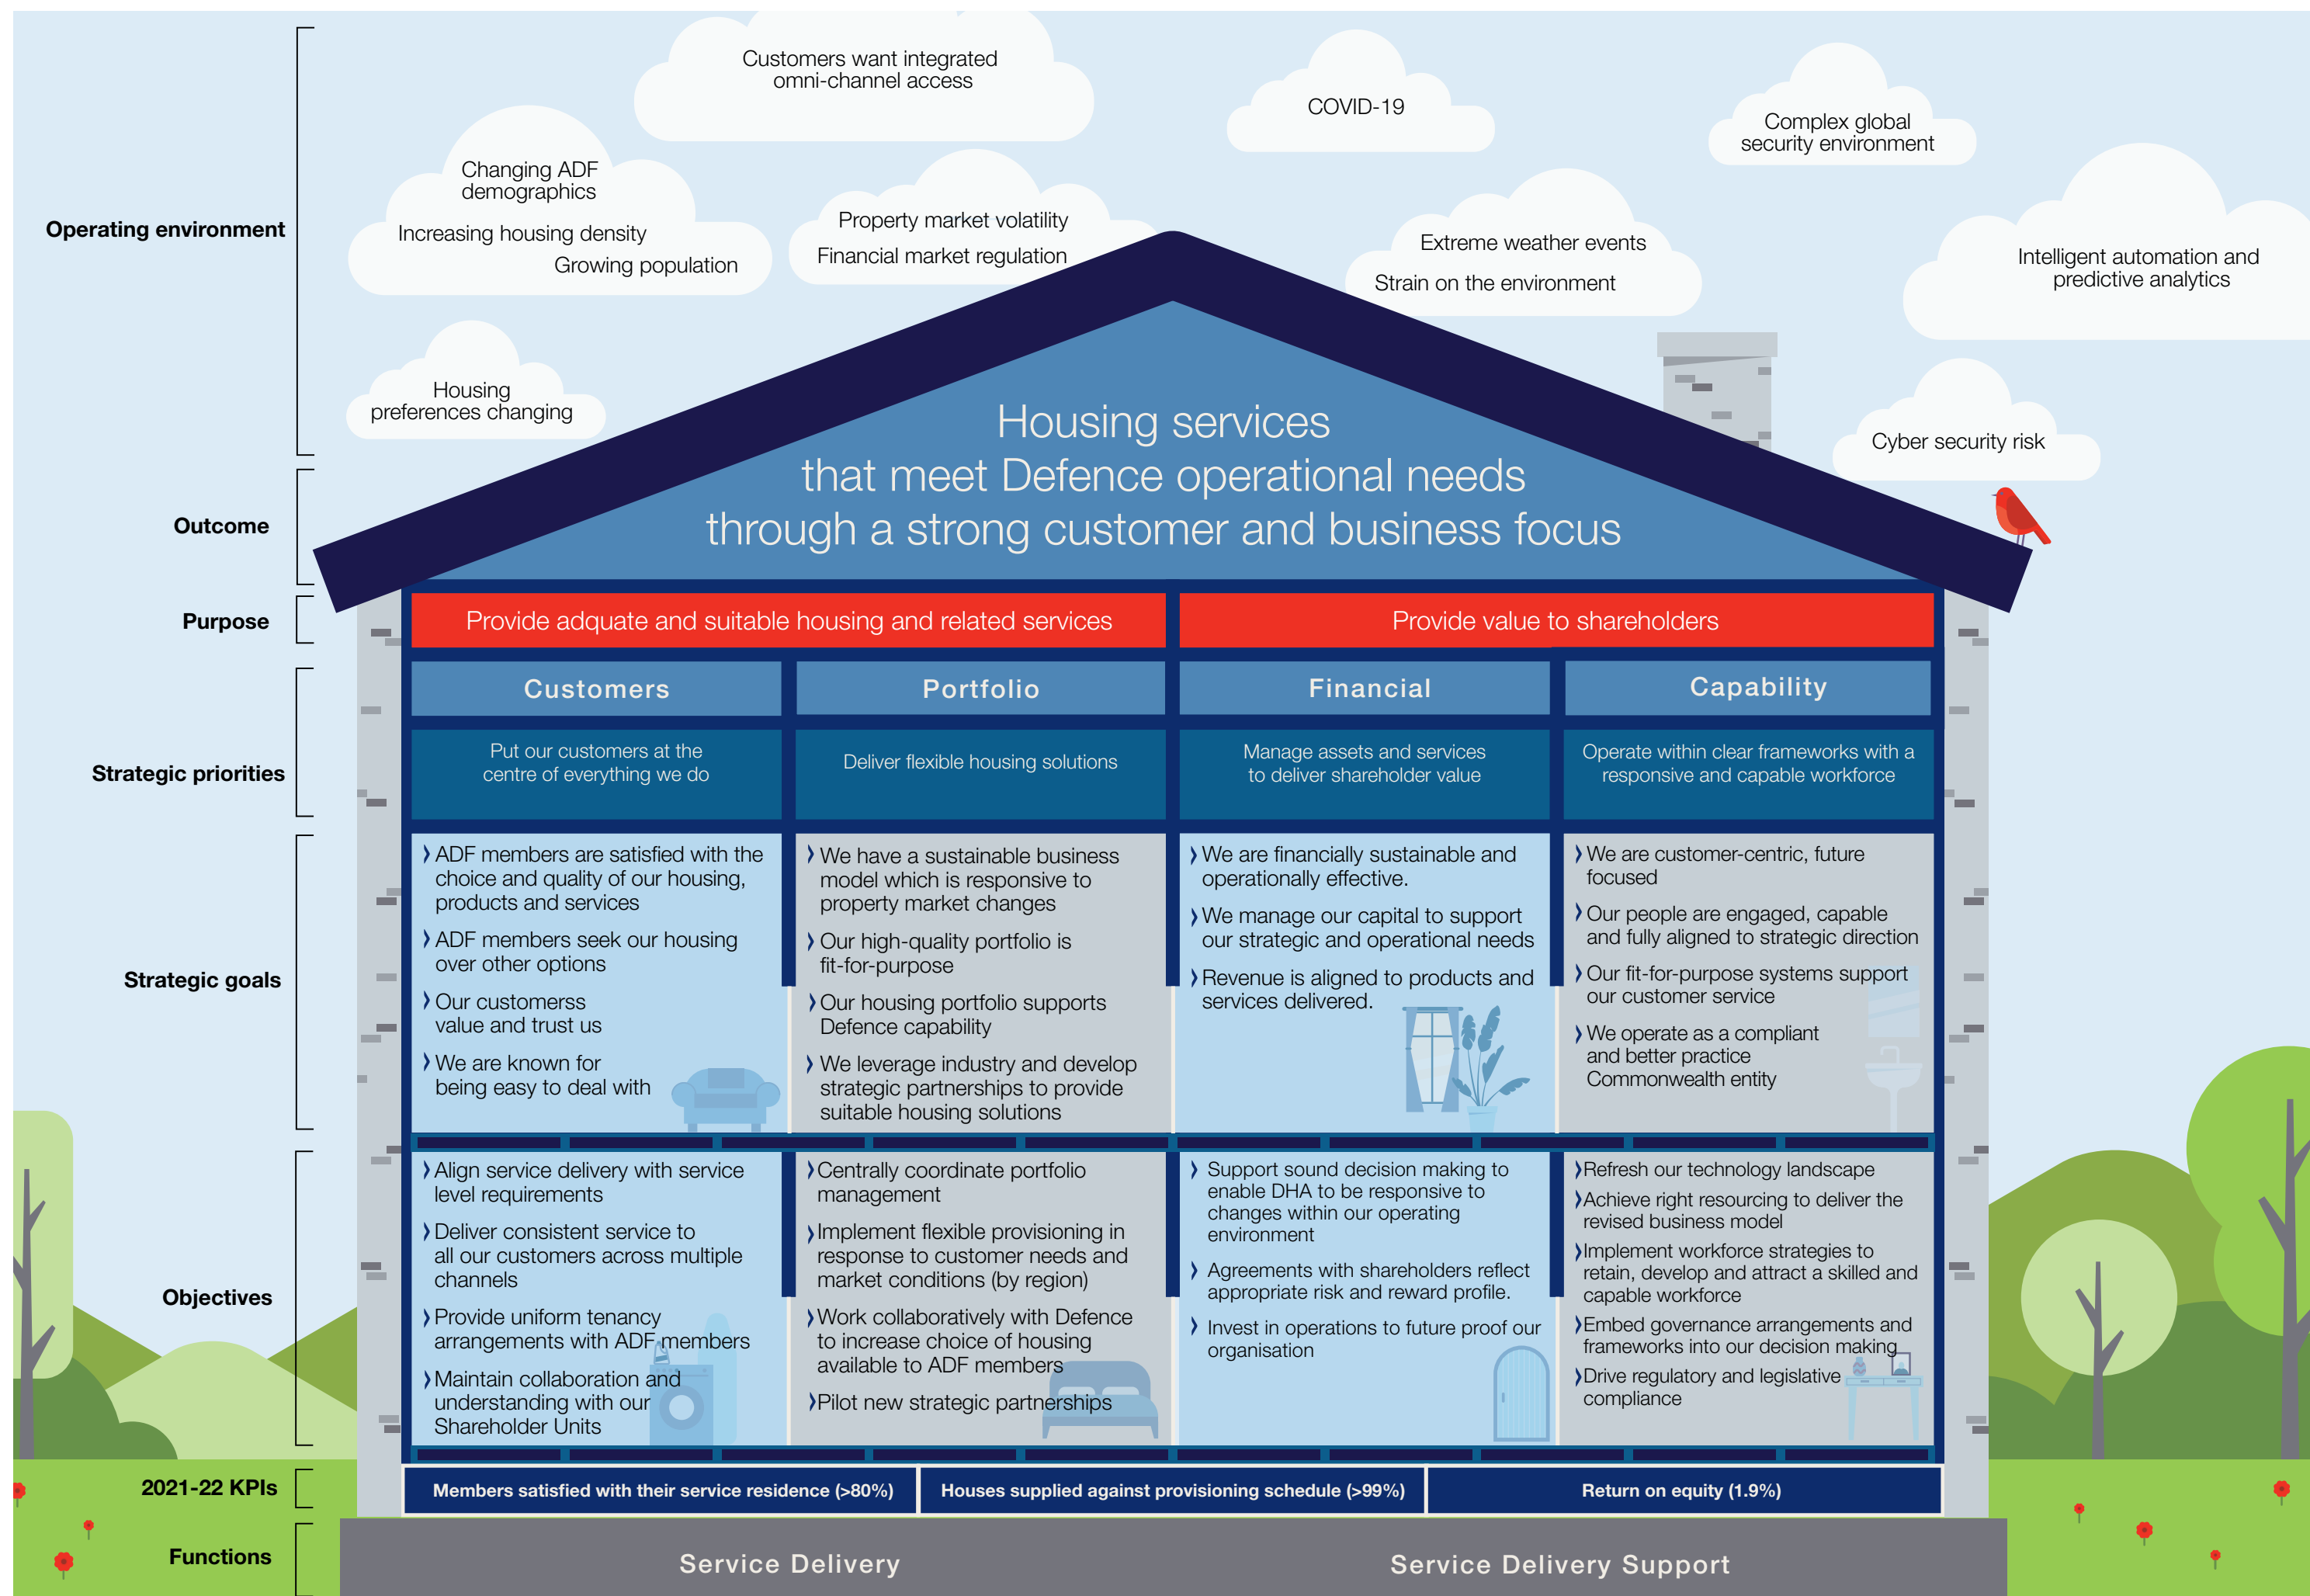 Operating environment
Customers want integrated
omni-channel access
COVID-19
Complex global
security environment
Changing ADF
demographics
Increasing housing density
Growing population
Property market volatility
Financial market regulation
Extreme weather events
Strain on the environment
Intelligent automation and
predictive analytics
Housing
preferences changing
Cyber security risk
Outcome
Housing services
that meet Defence operational needs
through a strong customer and business focus
Purpose
Provide adquate and suitable housing and related services
Provide value to shareholders
Strategic priorities
Customers
Portfolio
Financial
Capability
Put our customers at the
centre of everything we do
Deliver flexible housing solutions
Manage assets and services
to deliver shareholder value
Operate within clear frameworks with a
responsive and capable workforce
Strategic goals
ADF members are satisfied with the
choice and quality of our housing,
products and services
ADF members seek our housing
over other options
Our customerss
value and trust us
We are known for
being easy to deal with
We have a sustainable business
model which is responsive to
property market changes
Our high-quality portfolio is
fit-for-purpose
Our housing portfolio supports
Defence capability
We leverage industry and develop
strategic partnerships to provide
suitable housing solutions
We are financially sustainable and
operationally effective.
We manage our capital to support
our strategic and operational needs
Revenue is aligned to products and
services delivered.
We are customer-centric, future
focused
Our people are engaged, capable
and fully aligned to strategic direction
Our fit-for-purpose systems support
our customer service
We operate as a compliant
and better practice
Commonwealth entity
Objectives
Align service delivery with service
level requirements
Deliver consistent service to
all our customers across multiple
channels
Provide uniform tenancy
arrangements with ADF members
Maintain collaboration and
understanding with our
Shareholder Units
Centrally coordinate portfolio
management
Implement flexible provisioning in
response to customer needs and
market conditions (by region)
Work collaboratively with Defence
to increase choice of housing
available to ADF members
Pilot new strategic partnerships
Support sound decision making to
enable DHA to be responsive to
changes within our operating
environment
Agreements with shareholders reflect
appropriate risk and reward profile.
Invest in operations to future proof our
organisation
Refresh our technology landscape
Achieve right resourcing to deliver the
revised business model
Implement workforce strategies to
retain, develop and attract a skilled and
capable workforce
Embed governance arrangements and
frameworks into our decision making
Drive regulatory and legislative
compliance
2021-22 KPIs
Members satisfied with their service residence (>80%)
Houses supplied against provisioning schedule (>99%)
Return on equity (1.9%)
Functions
Service Delivery
Service Delivery Support